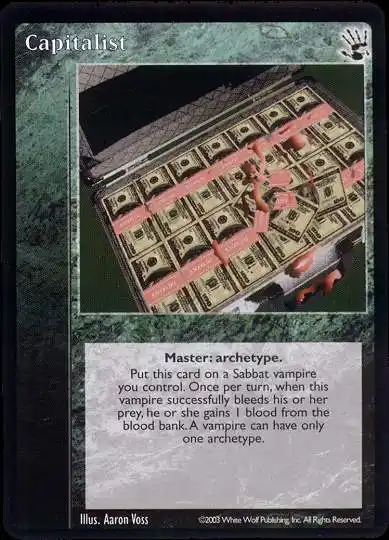 Capitalist
Master: archetype.
Put this card on a Sabbat vampire
you control. Once per turn, when this
vampire successfully bleeds his or her
prey, he or she gains 1 blood from the
blood bank. A vampire can have only
one archetype.
Illus. Aaron Voss
©2003 White Wolf Publishing, Inc. All Rights Reserved.